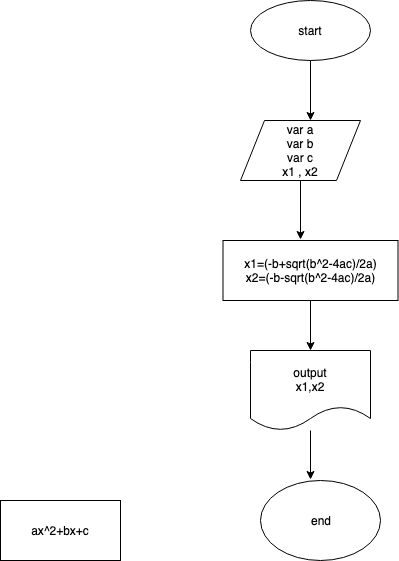 start
var a
var b
var c
x1 , x2
x1=(-b+sqrt(b^2-4ac)/2a)
x2=(-b-sqrt(b^2-4ac)/2a)
output
x1,x2
end
ax^2+bx+c